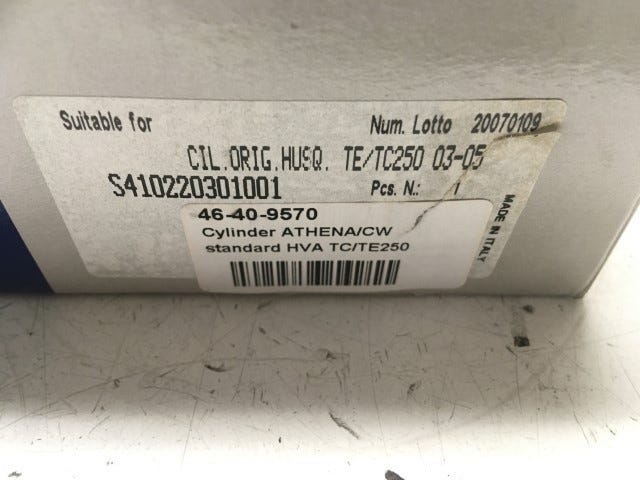 Suitable for
Num. Lotto 20070109
CIL.ORIG.HUSQ. TE/TC250 03-05
S410220301001
Pcs. N.: 1
MADE IN ITALY
46-40-9570
Cylinder ATHENA/CW
standard HVA TC/TE250